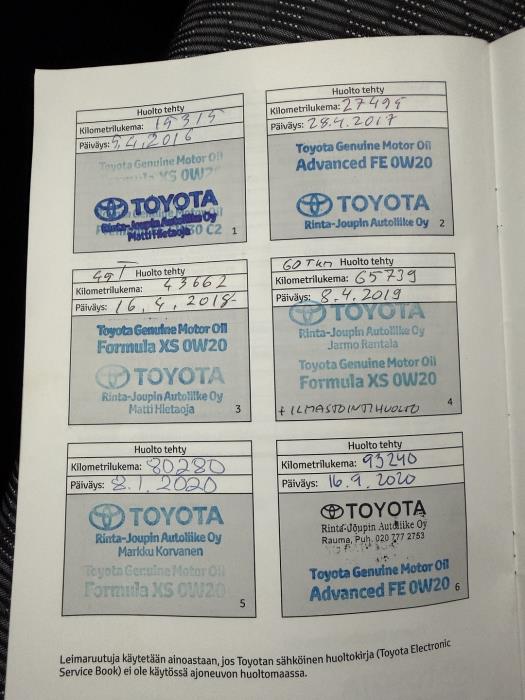 Huolto tehty
Kilometrilukema: 15315
Päiväys: 5.4.2016
Toyota Genuine Motor Oil
XS 0W
TOYOTA
Rinta-Joupin Autoliike Oy
Matti Hietaoja
30 C2
1
Huolto tehty
Kilometrilukema: 27495
Päiväys: 28.4.2017
Toyota Genuine Motor Oil
Advanced FE 0W20
TOYOTA
Rinta-Joupin Autoliike Oy
2
Huolto tehty
Kilometrilukema: 43662
Päiväys: 16.4.2018
Toyota Genuine Motor Oil
Formula XS 0W20
TOYOTA
Rinta-Joupin Autoliike Oy
Matti Hietaoja
3
60 Tkm Huolto tehty
Kilometrilukema: 65739
Päiväys: 8.4.2019
TOYOTA
Rinta-Joupin Autoliike Oy
Jarmo Rantala
Toyota Genuine Motor Oil
Formula XS 0W20
+ ILMASTOINTIHUOLTO
4
Huolto tehty
Kilometrilukema: 80280
Päiväys: 8.1.2020
TOYOTA
Rinta-Joupin Autoliike Oy
Markku Korvanen
Toyota Genuine Motor Oil
Formula XS 0W20
5
Huolto tehty
Kilometrilukema: 93240
Päiväys: 16.9.2020
TOYOTA
Rinta-Joupin Autoliike Oy
Rauma, Puh. 020 777 2753
Toyota Genuine Motor Oil
Advanced FE 0W20
6
Leimaruutuja käytetään ainoastaan, jos Toyotan sähköinen huoltokirja (Toyota Electronic
Service Book) ei ole käytössä ajoneuvon huoltomaassa.